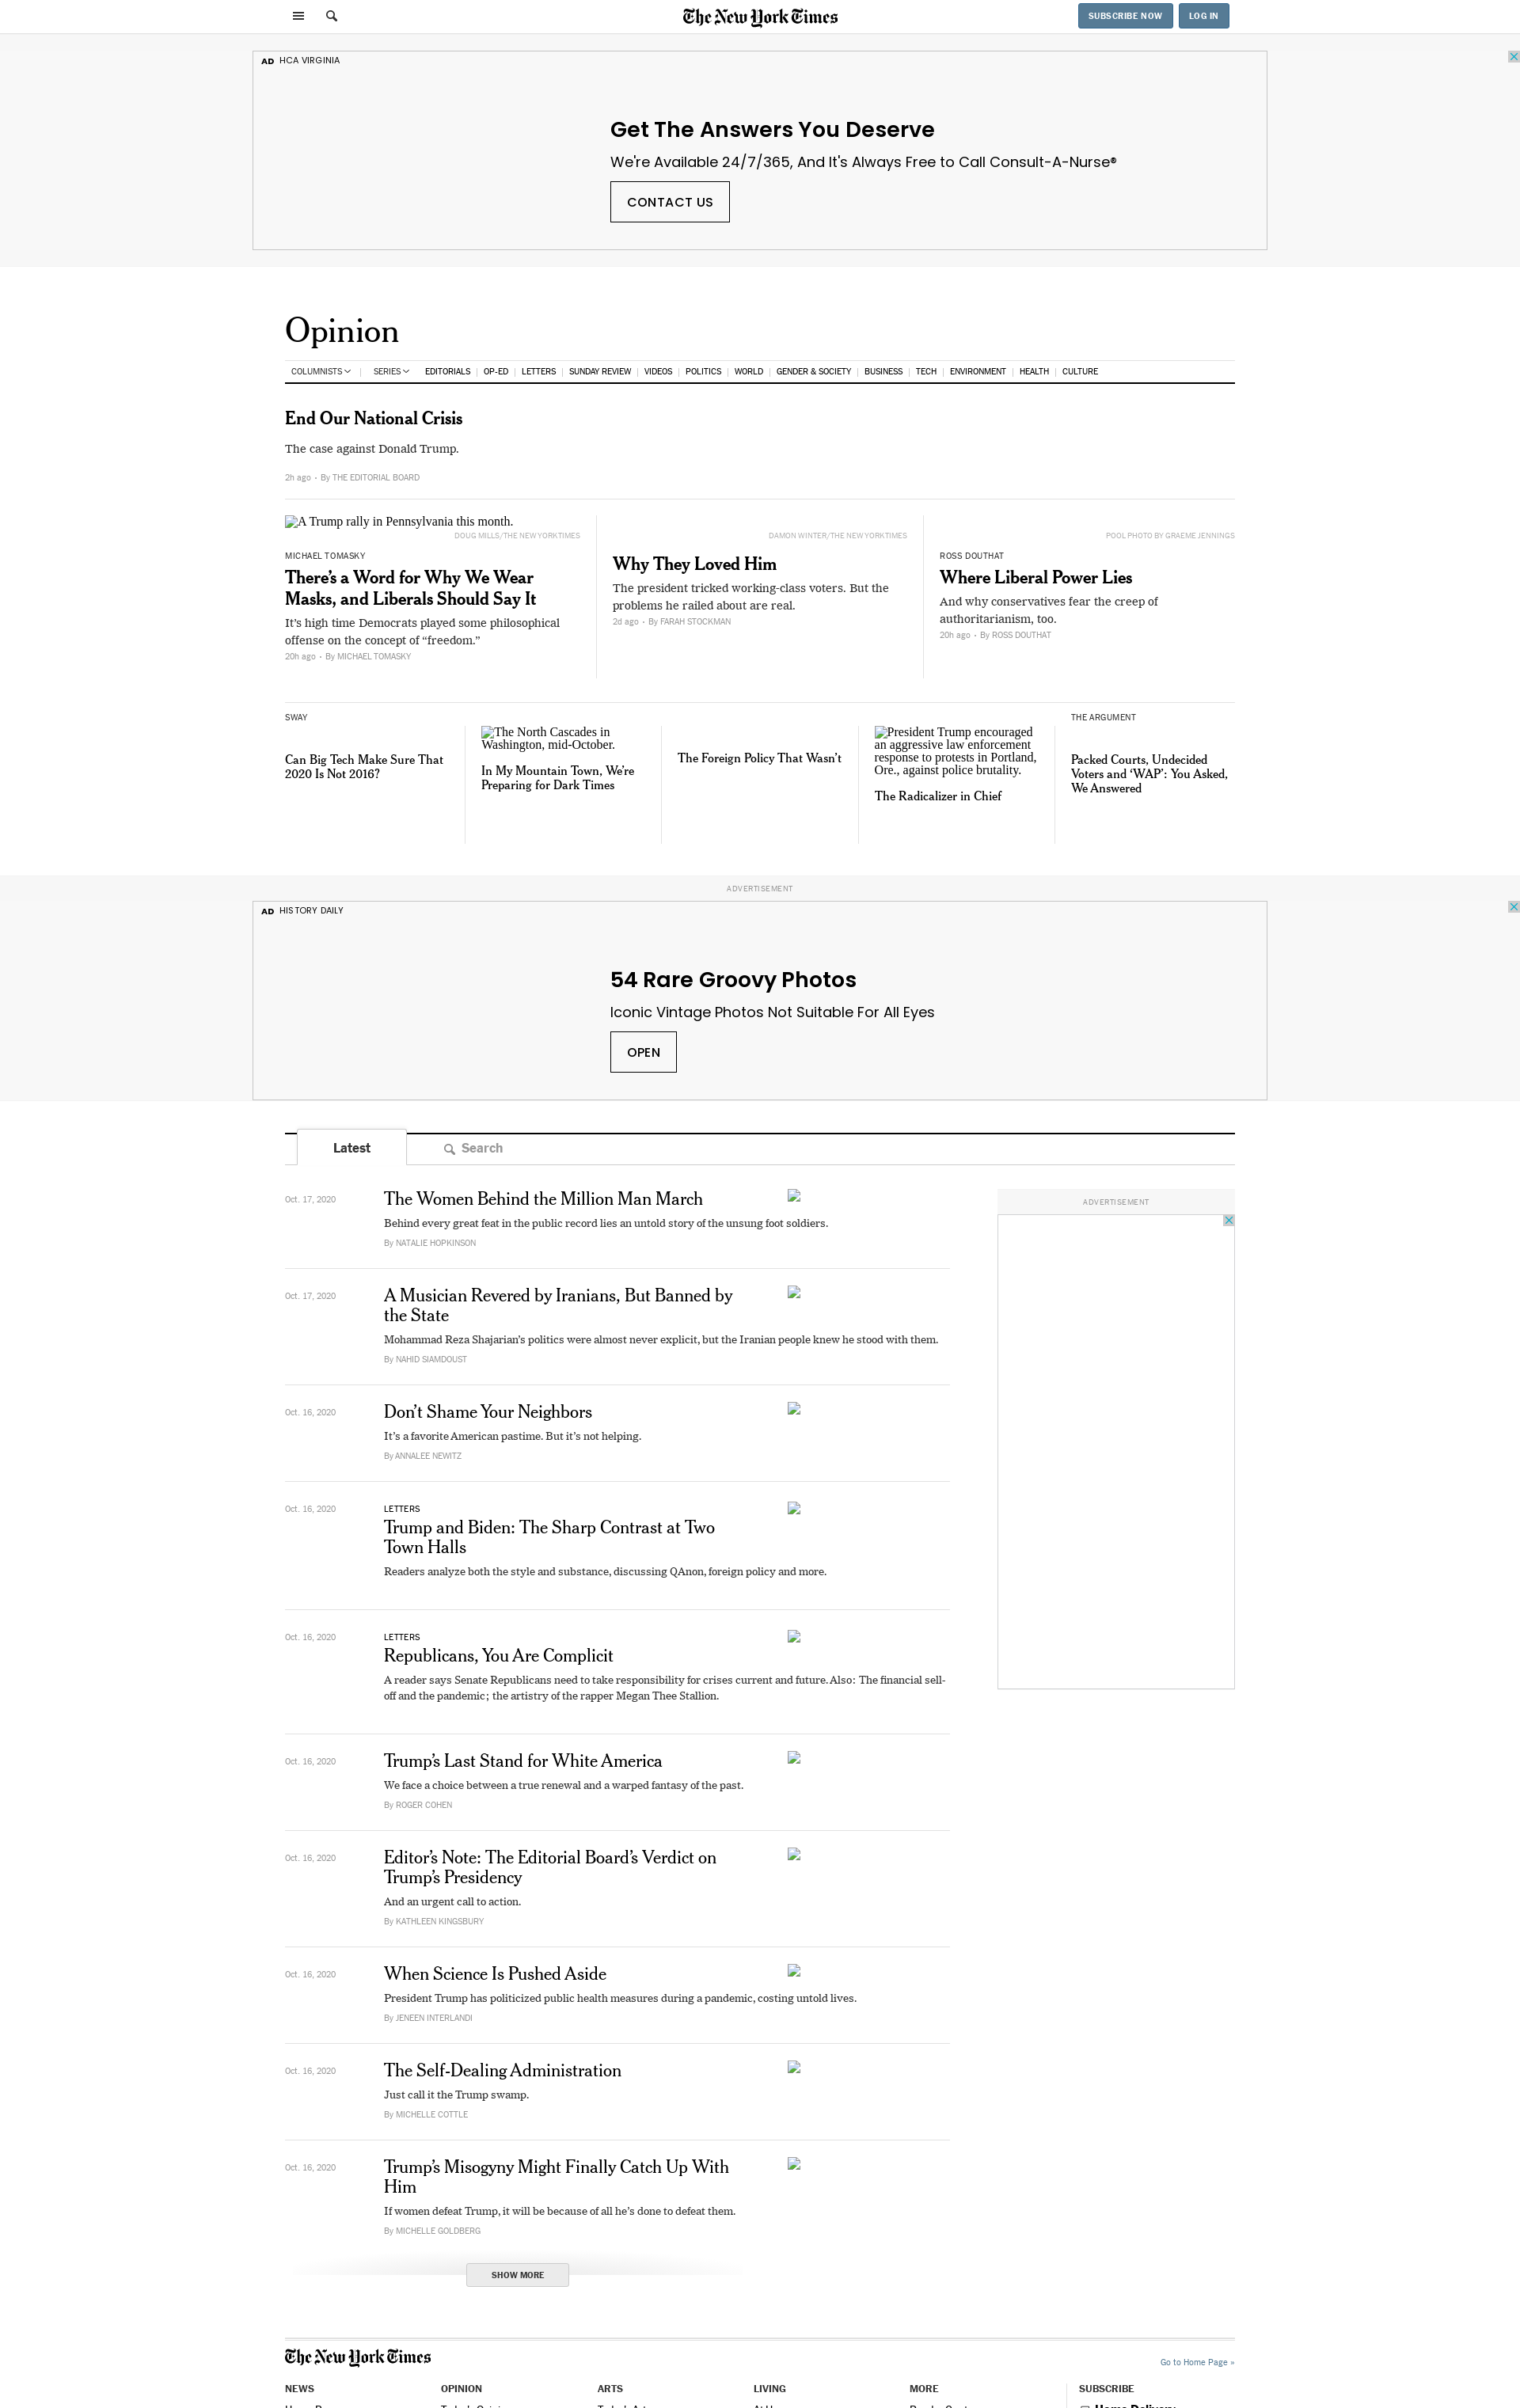 The New York Times
SUBSCRIBE NOW
LOG IN
AD HCA VIRGINIA
Get The Answers You Deserve
We're Available 24/7/365, And It's Always Free to Call Consult-A-Nurse®
CONTACT US
Opinion
COLUMNISTS | SERIES EDITORIALS | OP-ED | LETTERS | SUNDAY REVIEW | VIDEOS | POLITICS | WORLD | GENDER & SOCIETY | BUSINESS | TECH | ENVIRONMENT | HEALTH | CULTURE
End Our National Crisis
The case against Donald Trump.
2h ago • By THE EDITORIAL BOARD
A Trump rally in Pennsylvania this month.
DOUG MILLS/THE NEW YORK TIMES
MICHAEL TOMASKY
There’s a Word for Why We Wear
Masks, and Liberals Should Say It
It’s high time Democrats played some philosophical
offense on the concept of “freedom.”
20h ago • By MICHAEL TOMASKY
DAMON WINTER/THE NEW YORK TIMES
Why They Loved Him
The president tricked working-class voters. But the
problems he railed about are real.
2d ago • By FARAH STOCKMAN
POOL PHOTO BY GRAEME JENNINGS
ROSS DOUTHAT
Where Liberal Power Lies
And why conservatives fear the creep of
authoritarianism, too.
20h ago • By ROSS DOUTHAT
SWAY
Can Big Tech Make Sure That
2020 Is Not 2016?
The North Cascades in
Washington, mid-October.
In My Mountain Town, We’re
Preparing for Dark Times
The Foreign Policy That Wasn’t
President Trump encouraged
an aggressive law enforcement
response to protests in Portland,
Ore., against police brutality.
The Radicalizer in Chief
THE ARGUMENT
Packed Courts, Undecided
Voters and ‘WAP’: You Asked,
We Answered
ADVERTISEMENT
AD HISTORY DAILY
54 Rare Groovy Photos
Iconic Vintage Photos Not Suitable For All Eyes
OPEN
Latest
Search
ADVERTISEMENT
Oct. 17, 2020
The Women Behind the Million Man March
Behind every great feat in the public record lies an untold story of the unsung foot soldiers.
By NATALIE HOPKINSON
Oct. 17, 2020
A Musician Revered by Iranians, But Banned by
the State
Mohammad Reza Shajarian’s politics were almost never explicit, but the Iranian people knew he stood with them.
By NAHID SIAMDOUST
Oct. 16, 2020
Don’t Shame Your Neighbors
It’s a favorite American pastime. But it’s not helping.
By ANNALEE NEWITZ
Oct. 16, 2020
LETTERS
Trump and Biden: The Sharp Contrast at Two
Town Halls
Readers analyze both the style and substance, discussing QAnon, foreign policy and more.
Oct. 16, 2020
LETTERS
Republicans, You Are Complicit
A reader says Senate Republicans need to take responsibility for crises current and future. Also: The financial sell-
off and the pandemic; the artistry of the rapper Megan Thee Stallion.
Oct. 16, 2020
Trump’s Last Stand for White America
We face a choice between a true renewal and a warped fantasy of the past.
By ROGER COHEN
Oct. 16, 2020
Editor’s Note: The Editorial Board’s Verdict on
Trump’s Presidency
And an urgent call to action.
By KATHLEEN KINGSBURY
Oct. 16, 2020
When Science Is Pushed Aside
President Trump has politicized public health measures during a pandemic, costing untold lives.
By JENEEN INTERLANDI
Oct. 16, 2020
The Self-Dealing Administration
Just call it the Trump swamp.
By MICHELLE COTTLE
Oct. 16, 2020
Trump’s Misogyny Might Finally Catch Up With
Him
If women defeat Trump, it will be because of all he’s done to defeat them.
By MICHELLE GOLDBERG
SHOW MORE
The New York Times
Go to Home Page »
NEWS
OPINION
ARTS
LIVING
MORE
SUBSCRIBE